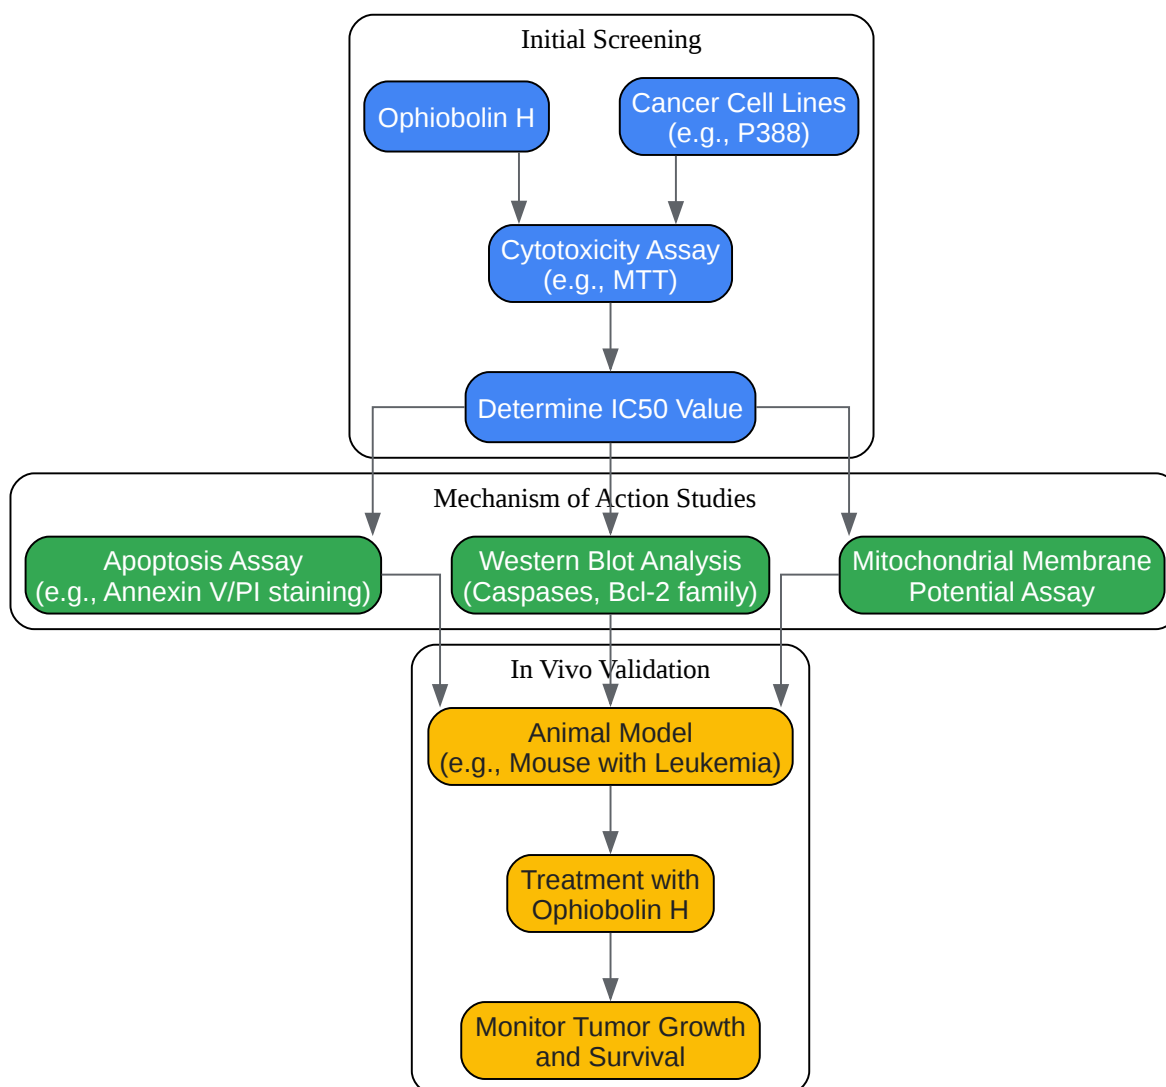 Initial Screening
Ophiobolin H
Cancer Cell Lines
(e.g., P388)
Cytotoxicity Assay
(e.g., MTT)
Determine IC50 Value
Mechanism of Action Studies
Apoptosis Assay
(e.g., Annexin V/PI staining)
Western Blot Analysis
(Caspases, Bcl-2 family)
Mitochondrial Membrane
Potential Assay
In Vivo Validation
Animal Model
(e.g., Mouse with Leukemia)
Treatment with
Ophiobolin H
Monitor Tumor Growth
and Survival